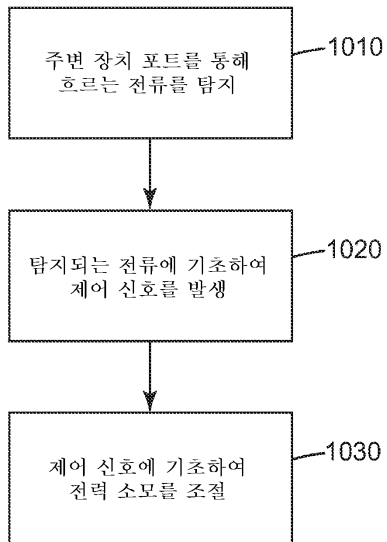 주변 장치 포트를 통해
흐르는 전류를 탐지
1010
탐지되는 전류에 기초하여
제어 신호를 발생
1020
제어 신호에 기초하여
전력 소모를 조절
1030